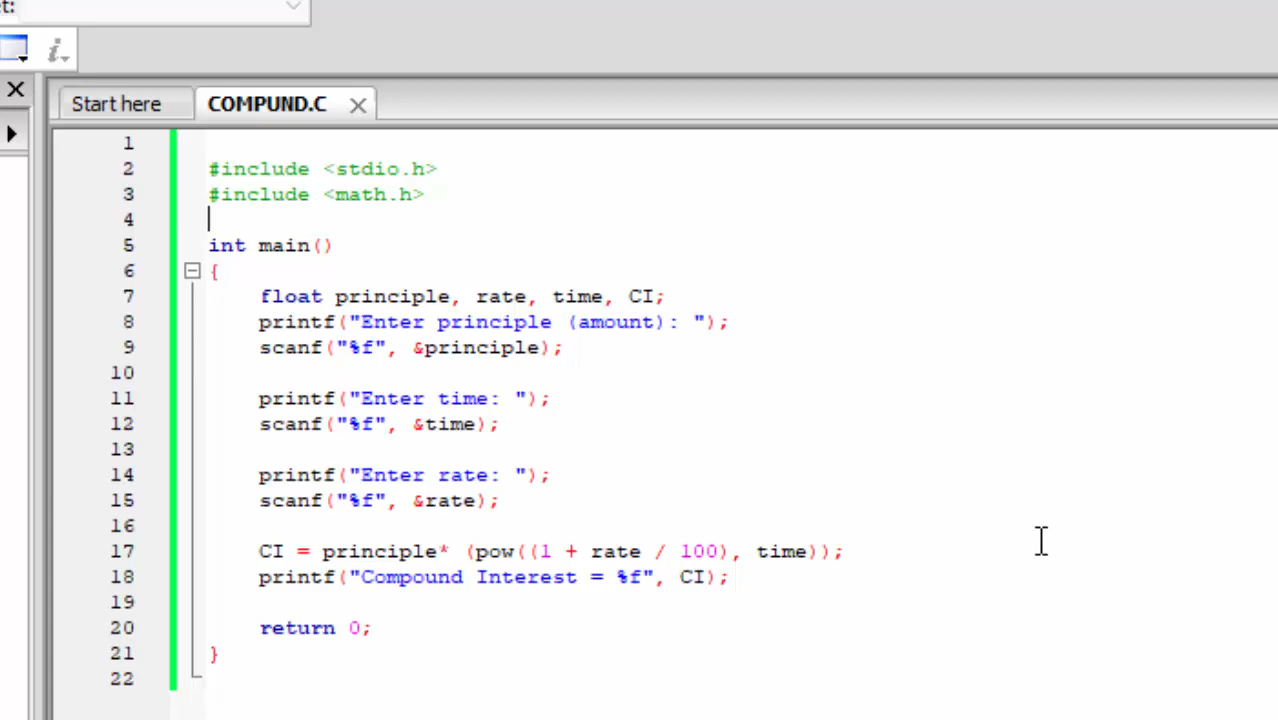 et:
i
Start here COMPUND.C
1
2 #include <stdio.h>
3 #include <math.h>
4
5 int main()
6 {
7 float principle, rate, time, CI;
8 printf("Enter principle (amount): ");
9 scanf("%f", &principle);
10
11 printf("Enter time: ");
12 scanf("%f", &time);
13
14 printf("Enter rate: ");
15 scanf("%f", &rate);
16
17 CI = principle* (pow((1 + rate / 100), time));
18 printf("Compound Interest = %f", CI);
19
20 return 0;
21 }
22